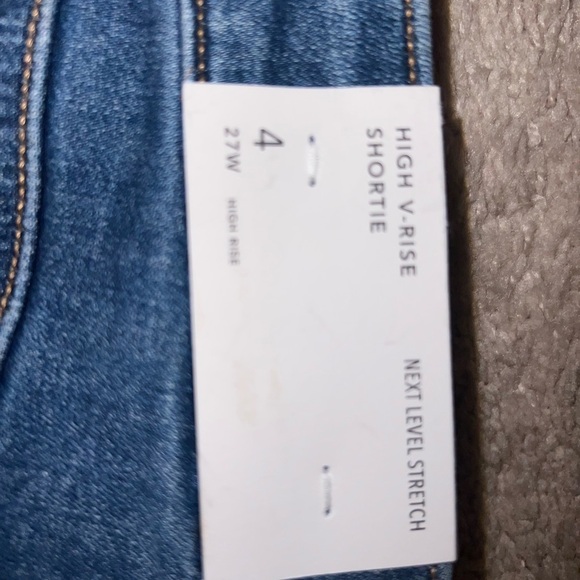 HIGH V-RISE
SHORTIE
NEXT LEVEL STRETCH
4
27W
HIGH RISE